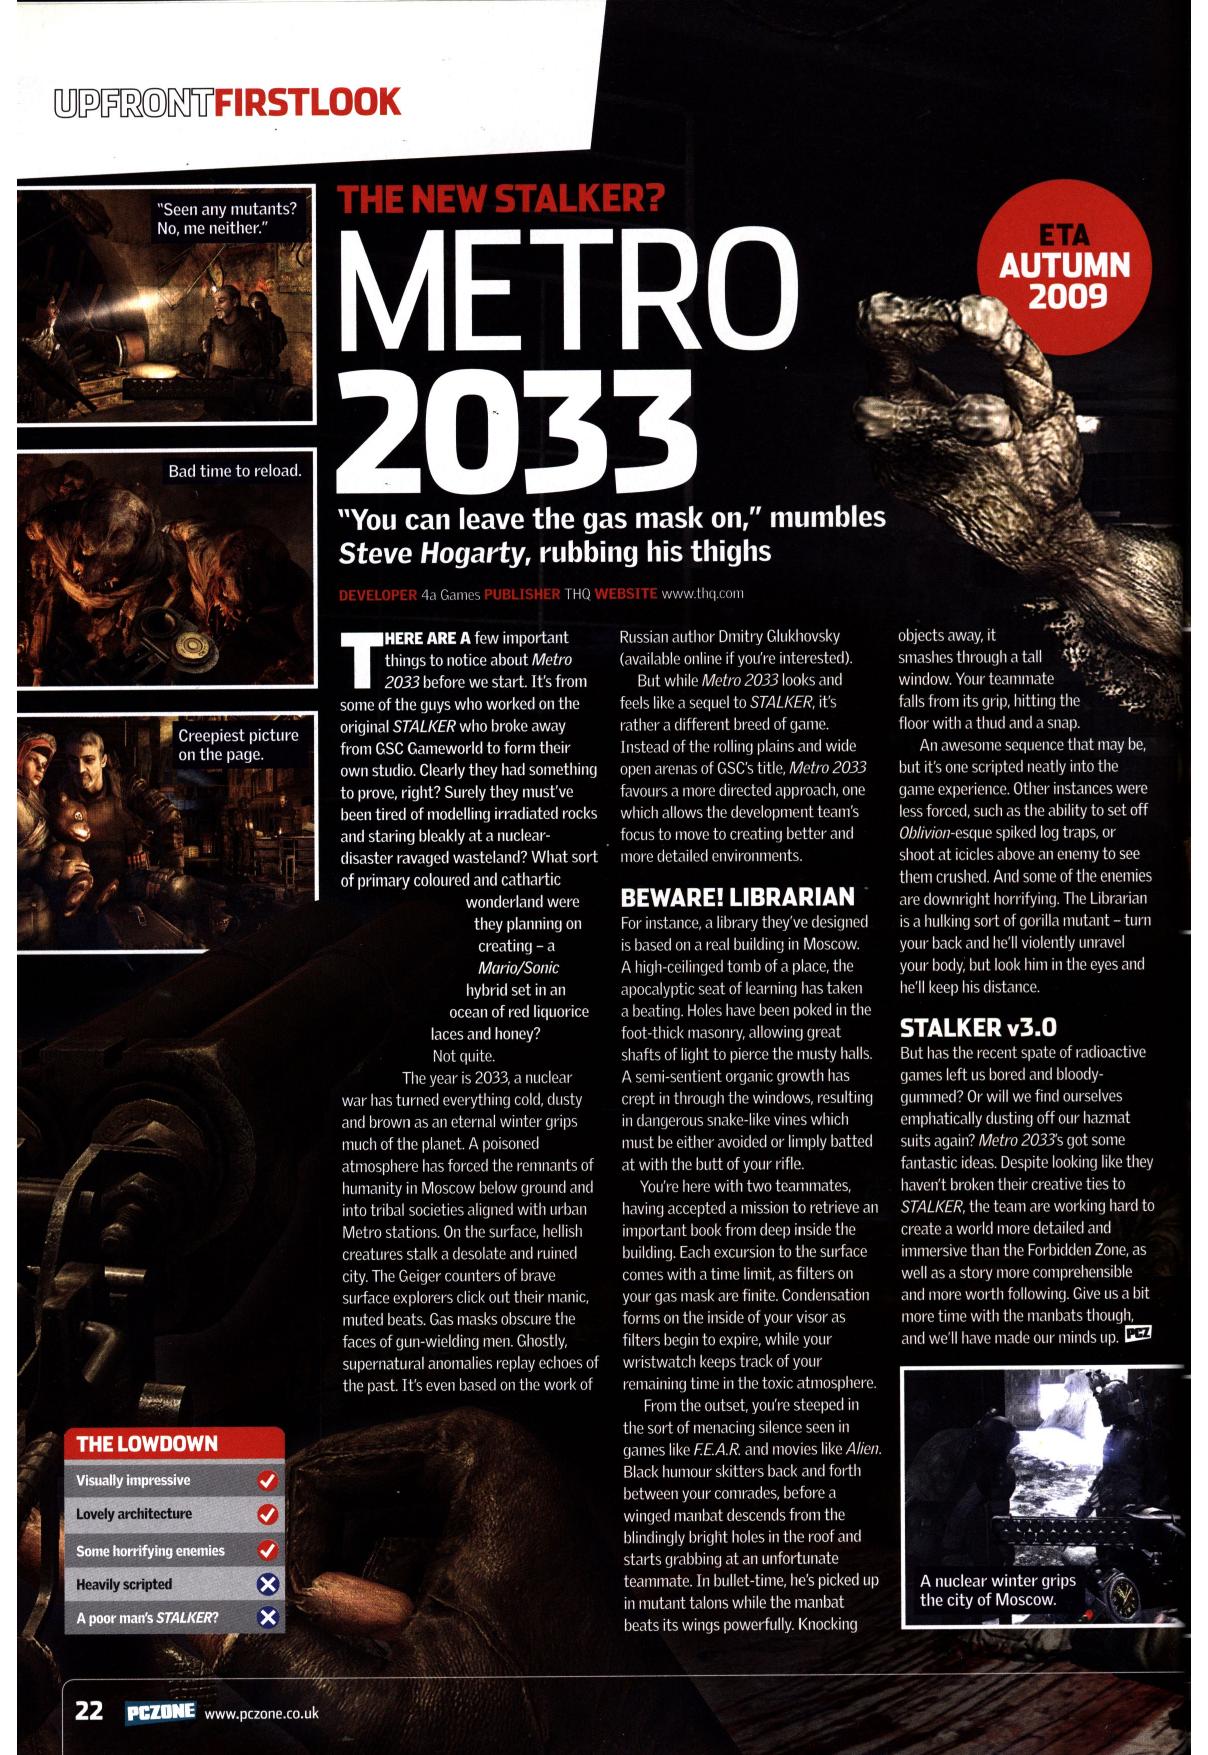 UPFRONTFIRSTLOOK
"Seen any mutants?
No, me neither."
Bad time to reload.
Creepiest picture
on the page.
THE NEW STALKER?
METRO
2033
ETA
AUTUMN
2009
"You can leave the gas mask on," mumbles
Steve Hogarty, rubbing his thighs
DEVELOPER 4a Games PUBLISHER THQ WEBSITE www.thq.com
THERE ARE A few important
things to notice about Metro
2033 before we start. It's from
some of the guys who worked on the
original STALKER who broke away
from GSC Gameworld to form their
own studio. Clearly they had something
to prove, right? Surely they must've
been tired of modelling irradiated rocks
and staring bleakly at a nuclear-
disaster ravaged wasteland? What sort
of primary coloured and cathartic
wonderland were
they planning on
creating – a
Mario/Sonic
hybrid set in an
ocean of red liquorice
laces and honey?
Not quite.
The year is 2033, a nuclear
war has turned everything cold, dusty
and brown as an eternal winter grips
much of the planet. A poisoned
atmosphere has forced the remnants of
humanity in Moscow below ground and
into tribal societies aligned with urban
Metro stations. On the surface, hellish
creatures stalk a desolate and ruined
city. The Geiger counters of brave
surface explorers click out their manic,
muted beats. Gas masks obscure the
faces of gun-wielding men. Ghostly,
supernatural anomalies replay echoes of
the past. It's even based on the work of
Russian author Dmitry Glukhovsky
(available online if you're interested).
But while Metro 2033 looks and
feels like a sequel to STALKER, it's
rather a different breed of game.
Instead of the rolling plains and wide
open arenas of GSC's title, Metro 2033
favours a more directed approach, one
which allows the development team's
focus to move to creating better and
more detailed environments.
BEWARE! LIBRARIAN
For instance, a library they've designed
is based on a real building in Moscow.
A high-ceilinged tomb of a place, the
apocalyptic seat of learning has taken
a beating. Holes have been poked in the
foot-thick masonry, allowing great
shafts of light to pierce the musty halls.
A semi-sentient organic growth has
crept in through the windows, resulting
in dangerous snake-like vines which
must be either avoided or limply batted
at with the butt of your rifle.
You're here with two teammates,
having accepted a mission to retrieve an
important book from deep inside the
building. Each excursion to the surface
comes with a time limit, as filters on
your gas mask are finite. Condensation
forms on the inside of your visor as
filters begin to expire, while your
wristwatch keeps track of your
remaining time in the toxic atmosphere.
From the outset, you're steeped in
the sort of menacing silence seen in
games like F.E.A.R. and movies like Alien.
Black humour skitters back and forth
between your comrades, before a
winged manbat descends from the
blindingly bright holes in the roof and
starts grabbing at an unfortunate
teammate. In bullet-time, he's picked up
in mutant talons while the manbat
beats its wings powerfully. Knocking
objects away, it
smashes through a tall
window. Your teammate
falls from its grip, hitting the
floor with a thud and a snap.
An awesome sequence that may be,
but it's one scripted neatly into the
game experience. Other instances were
less forced, such as the ability to set off
Oblivion-esque spiked log traps, or
shoot at icicles above an enemy to see
them crushed. And some of the enemies
are downright horrifying. The Librarian
is a hulking sort of gorilla mutant – turn
your back and he'll violently unravel
your body, but look him in the eyes and
he'll keep his distance.
STALKER v3.0
But has the recent spate of radioactive
games left us bored and bloody-
gummed? Or will we find ourselves
emphatically dusting off our hazmat
suits again? Metro 2033's got some
fantastic ideas. Despite looking like they
haven't broken their creative ties to
STALKER, the team are working hard to
create a world more detailed and
immersive than the Forbidden Zone, as
well as a story more comprehensible
and more worth following. Give us a bit
more time with the manbats though,
and we'll have made our minds up. PCZ
A nuclear winter grips
the city of Moscow.
THE LOWDOWN
Visually impressive
Lovely architecture
Some horrifying enemies
Heavily scripted
A poor man's STALKER?
22 PCZONE www.pczone.co.uk